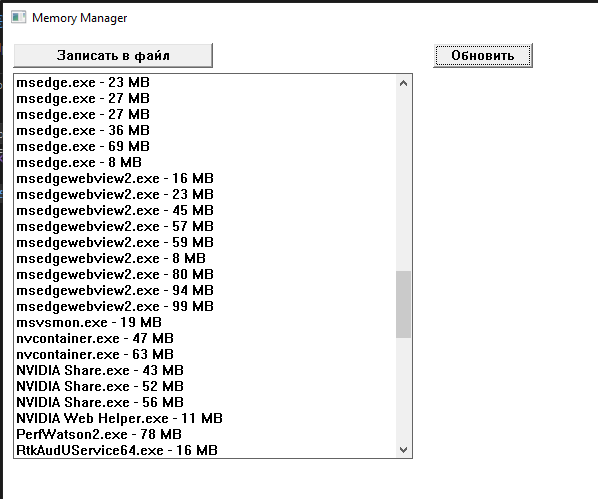 Memory Manager
Записать в файл
Обновить
msedge.exe - 23 MB
msedge.exe - 27 MB
msedge.exe - 27 MB
msedge.exe - 36 MB
msedge.exe - 69 MB
msedge.exe - 8 MB
msedgewebview2.exe - 16 MB
msedgewebview2.exe - 23 MB
msedgewebview2.exe - 45 MB
msedgewebview2.exe - 57 MB
msedgewebview2.exe - 59 MB
msedgewebview2.exe - 8 MB
msedgewebview2.exe - 80 MB
msedgewebview2.exe - 94 MB
msedgewebview2.exe - 99 MB
msvsmon.exe - 19 MB
nvcontainer.exe - 47 MB
nvcontainer.exe - 63 MB
NVIDIA Share.exe - 43 MB
NVIDIA Share.exe - 52 MB
NVIDIA Share.exe - 56 MB
NVIDIA Web Helper.exe - 11 MB
PerfWatson2.exe - 78 MB
RtkAudUService64.exe - 16 MB